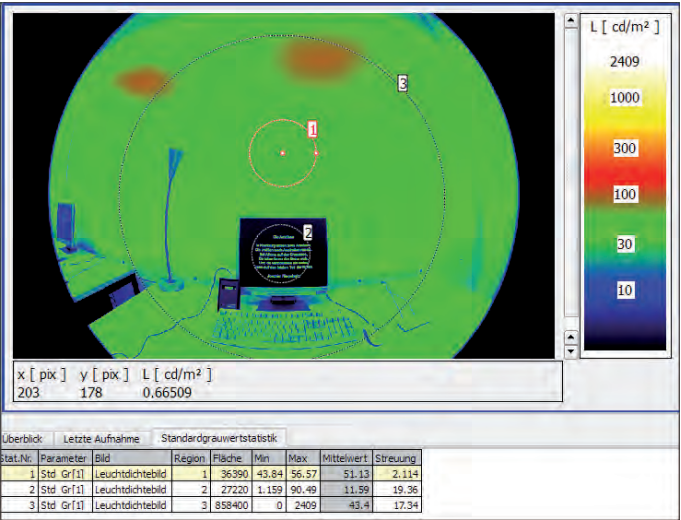 L [ cd/m² ]
2409
1000
300
100
30
10
3
1
2
x [ pix ] y [ pix ] L [ cd/m² ]
203 178 0.66509
Überblick Letzte Aufnahme Standardgrauwertstatistik
Stat.Nr. Parameter Bild Region Fläche Min Max Mittelwert Streuung
1 Std Gr[1] Leuchtdichtebild 1 36390 43.84 56.57 51.13 2.114
2 Std Gr[1] Leuchtdichtebild 2 27220 1.159 90.49 11.59 19.36
3 Std Gr[1] Leuchtdichtebild 3 858400 0 2409 43.4 17.34